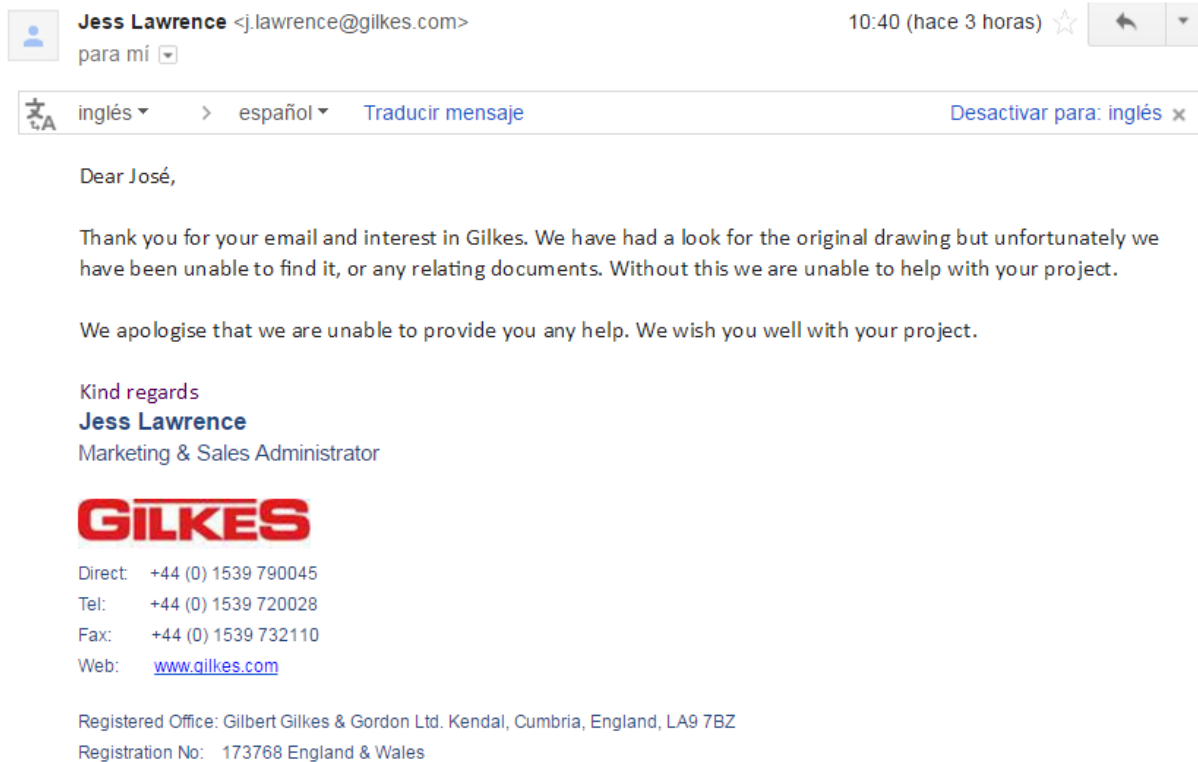 Jess Lawrence <j.lawrence@gilkes.com> 10:40 (hace 3 horas)
para mí
inglés > español Traducir mensaje Desactivar para: inglés ×
Dear José,
Thank you for your email and interest in Gilkes. We have had a look for the original drawing but unfortunately we
have been unable to find it, or any relating documents. Without this we are unable to help with your project.
We apologise that we are unable to provide you any help. We wish you well with your project.
Kind regards
Jess Lawrence
Marketing & Sales Administrator
GILKES
Direct: +44 (0) 1539 790045
Tel: +44 (0) 1539 720028
Fax: +44 (0) 1539 732110
Web: www.gilkes.com
Registered Office: Gilbert Gilkes & Gordon Ltd. Kendal, Cumbria, England, LA9 7BZ
Registration No: 173768 England & Wales